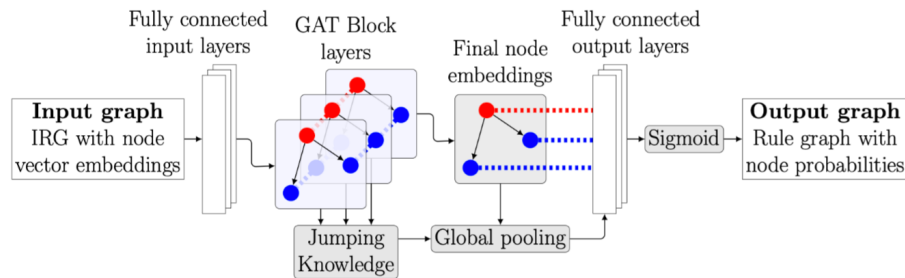 Fully connected
input layers
GAT Block
layers
Final node
embeddings
Fully connected
output layers
Input graph
IRG with node
vector embeddings
Sigmoid
Output graph
Rule graph with
node probabilities
Jumping
Knowledge
Global pooling